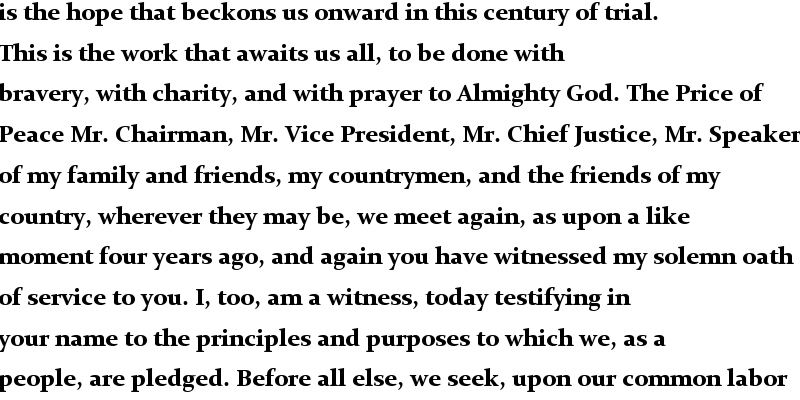 is the hope that beckons us onward in this century of trial.
This is the work that awaits us all, to be done with
bravery, with charity, and with prayer to Almighty God. The Price of
Peace Mr. Chairman, Mr. Vice President, Mr. Chief Justice, Mr. Speaker
of my family and friends, my countrymen, and the friends of my
country, wherever they may be, we meet again, as upon a like
moment four years ago, and again you have witnessed my solemn oath
of service to you. I, too, am a witness, today testifying in
your name to the principles and purposes to which we, as a
people, are pledged. Before all else, we seek, upon our common labor